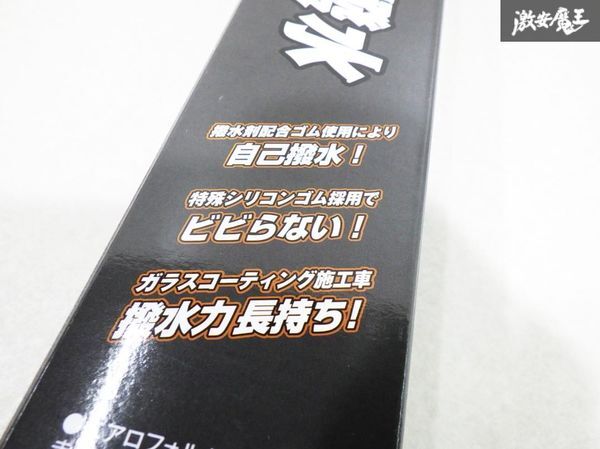 激安魔王
撥水
撥水剤配合ゴム使用により
自己撥水！
特殊シリコンゴム採用で
ビビらない！
ガラスコーティング施工車
撥水力長持ち！